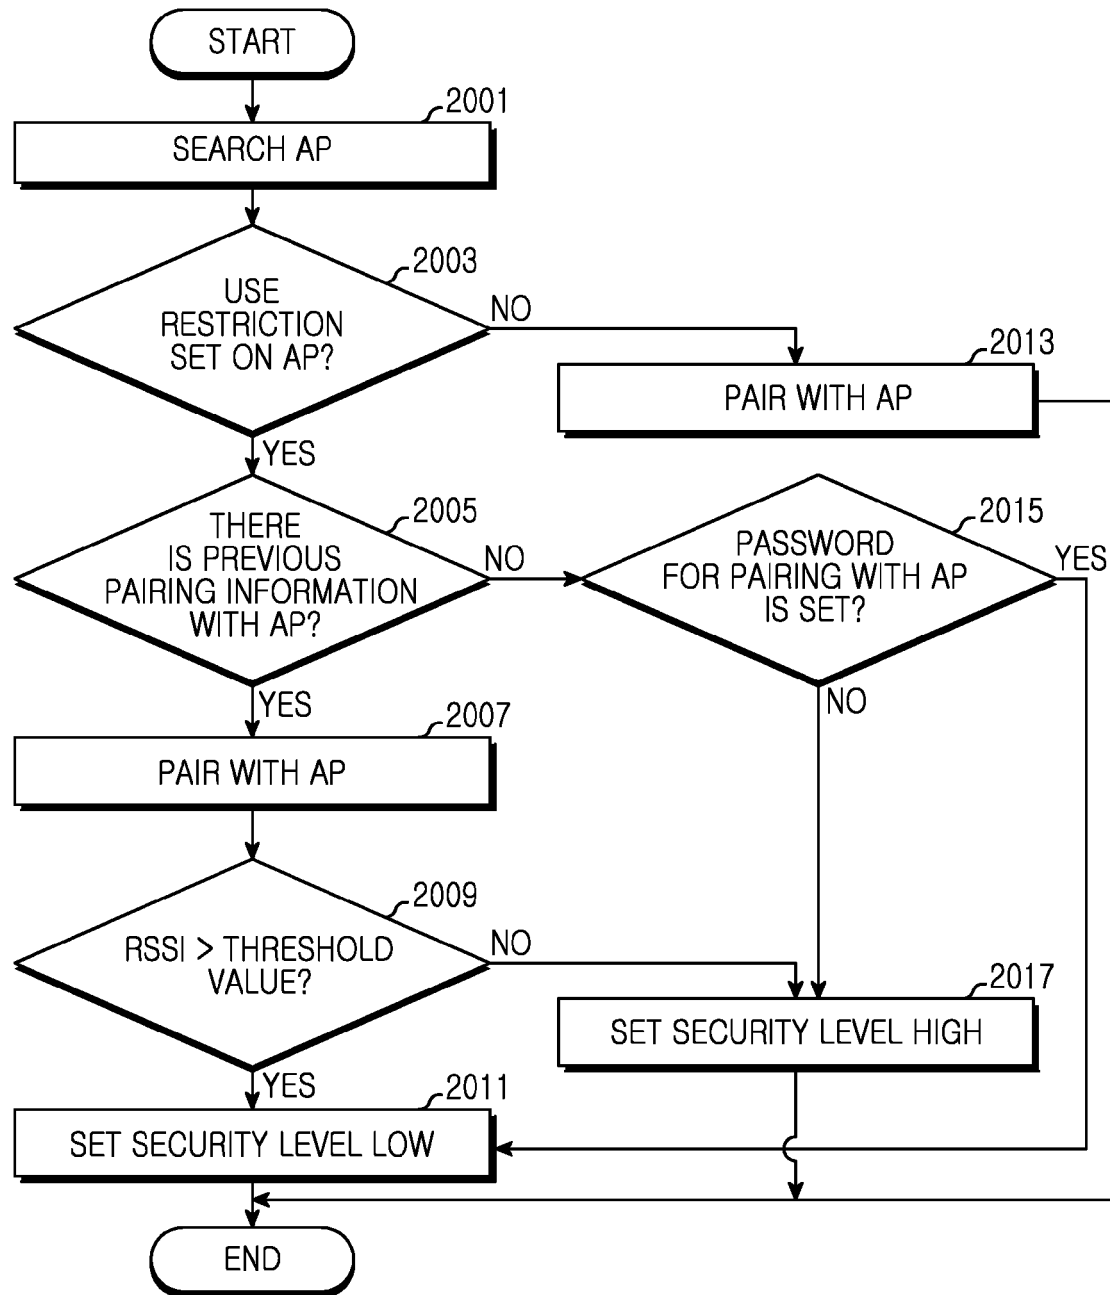 START
2001
SEARCH AP
2003
USE
RESTRICTION
SET ON AP?
NO
2013
PAIR WITH AP
YES
2005
THERE
IS PREVIOUS
PAIRING INFORMATION
WITH AP?
NO
2015
PASSWORD
FOR PAIRING WITH AP
IS SET?
YES
YES
NO
2007
PAIR WITH AP
2009
RSSI > THRESHOLD
VALUE?
NO
2017
SET SECURITY LEVEL HIGH
YES
2011
SET SECURITY LEVEL LOW
END